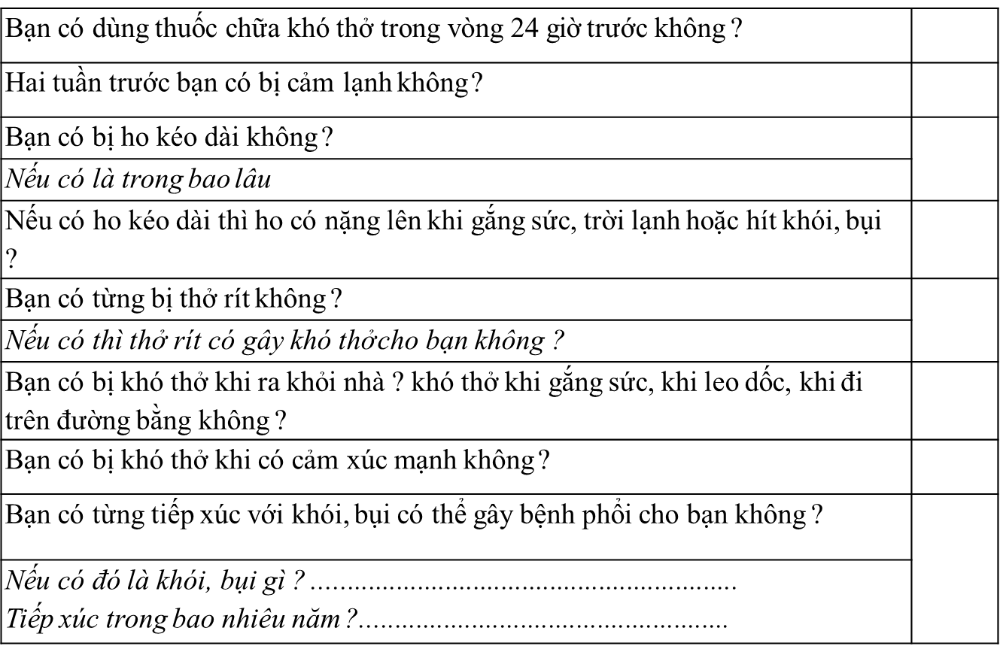 Bạn có dùng thuốc chữa khó thở trong vòng 24 giờ trước không ?
Hai tuần trước bạn có bị cảm lạnh không?
Bạn có bị ho kéo dài không?
Nếu có là trong bao lâu
Nếu có ho kéo dài thì ho có nặng lên khi gắng sức, trời lạnh hoặc hít khói, bụi
?
Bạn có từng bị thở rít không?
Nếu có thì thở rít có gây khó thởcho bạn không ?
Bạn có bị khó thở khi ra khỏi nhà ? khó thở khi gắng sức, khi leo dốc, khi đi
trên đường bằng không ?
Bạn có bị khó thở khi có cảm xúc mạnh không?
Bạn có từng tiếp xúc với khói, bụi có thể gây bệnh phổi cho bạn không ?
Nếu có đó là khói, bụi gì ? .........................................................
Tiếp xúc trong bao nhiêu năm ?.................................................